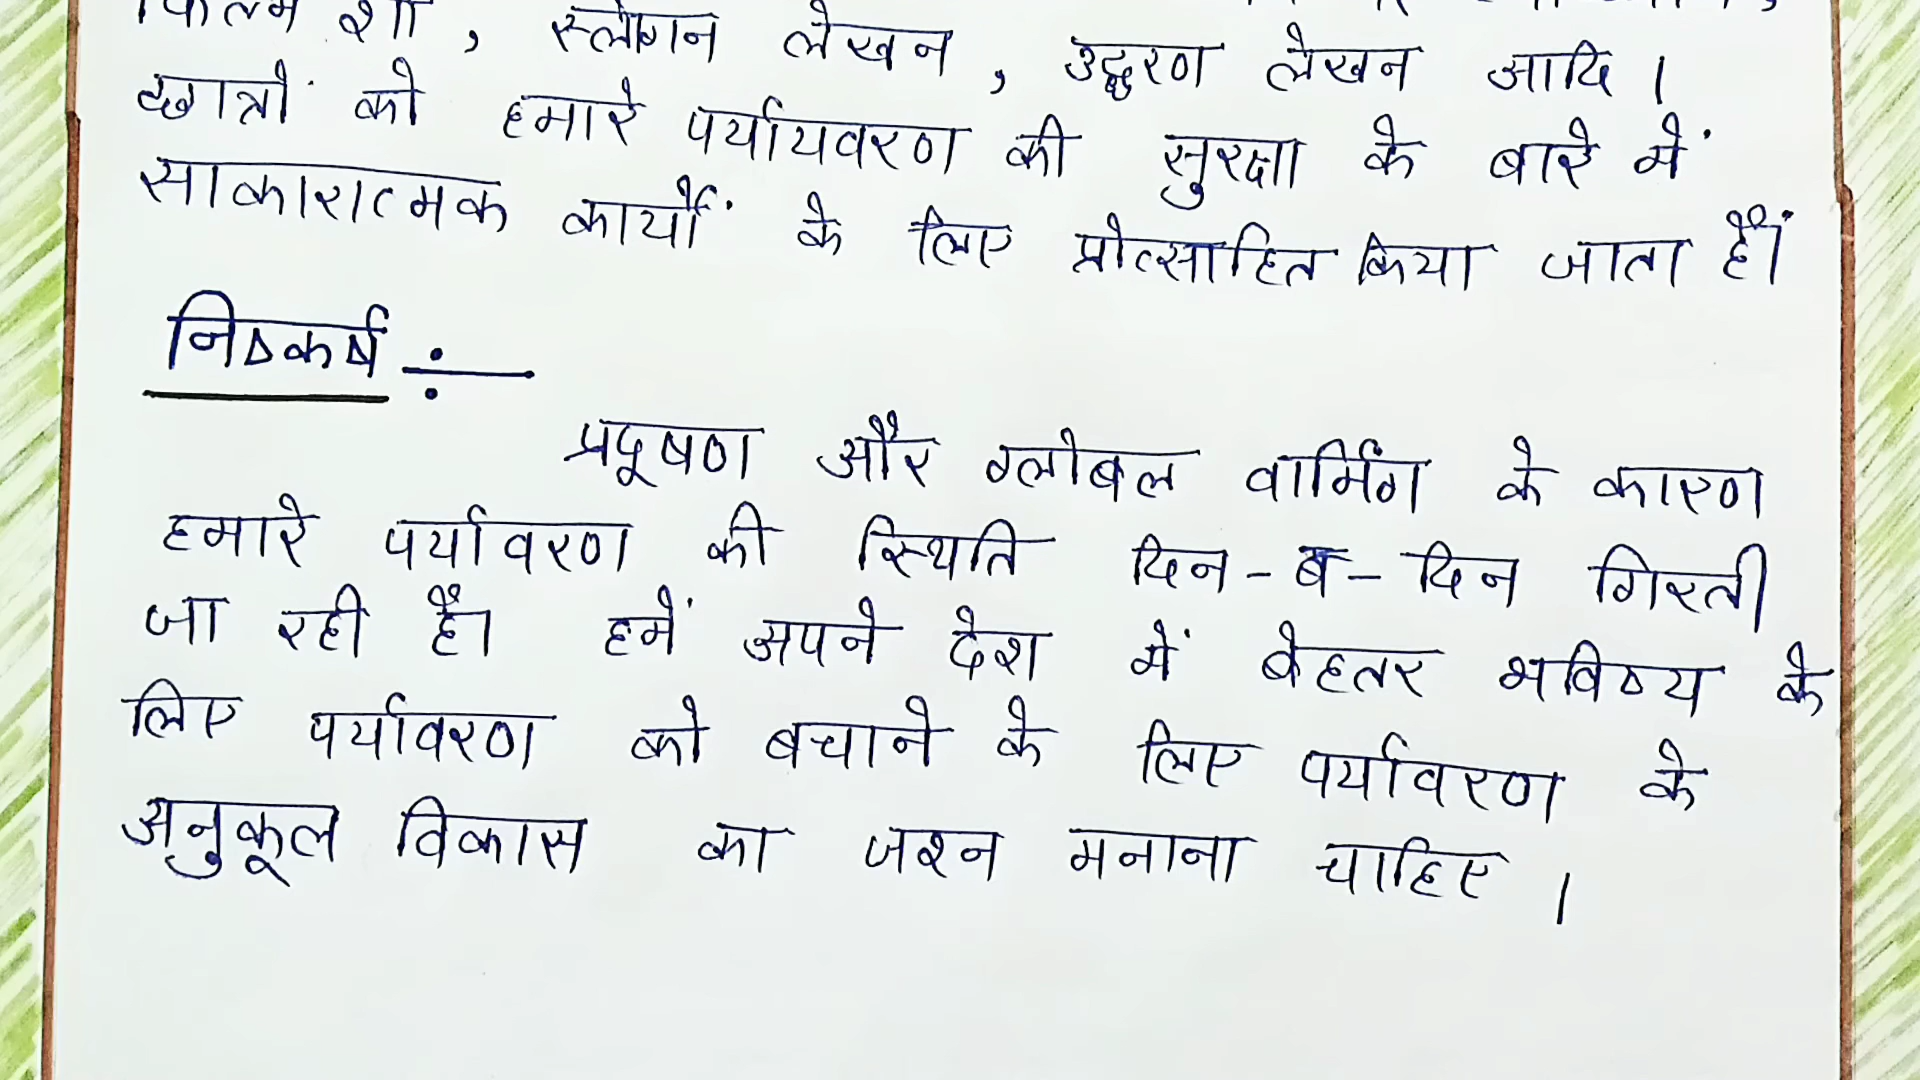 फिल्म शो , स्लोगन लेखन , उद्धरण लेखन आदि ।
छात्रों को हमारे पर्यायवरण की सुरक्षा के बारे में
साकारात्मक कार्यों के लिए प्रोत्साहित किया जाता हैं।
निष्कर्ष ÷
प्रदूषण और ग्लोबल वार्मिंग के कारण
हमारे पर्यावरण की स्थिति दिन-ब-दिन गिरती
जा रही है। हमें अपने देश में बेहतर भविष्य के
लिए पर्यावरण को बचाने के लिए पर्यावरण के
अनुकूल विकास का जश्न मनाना चाहिए ।